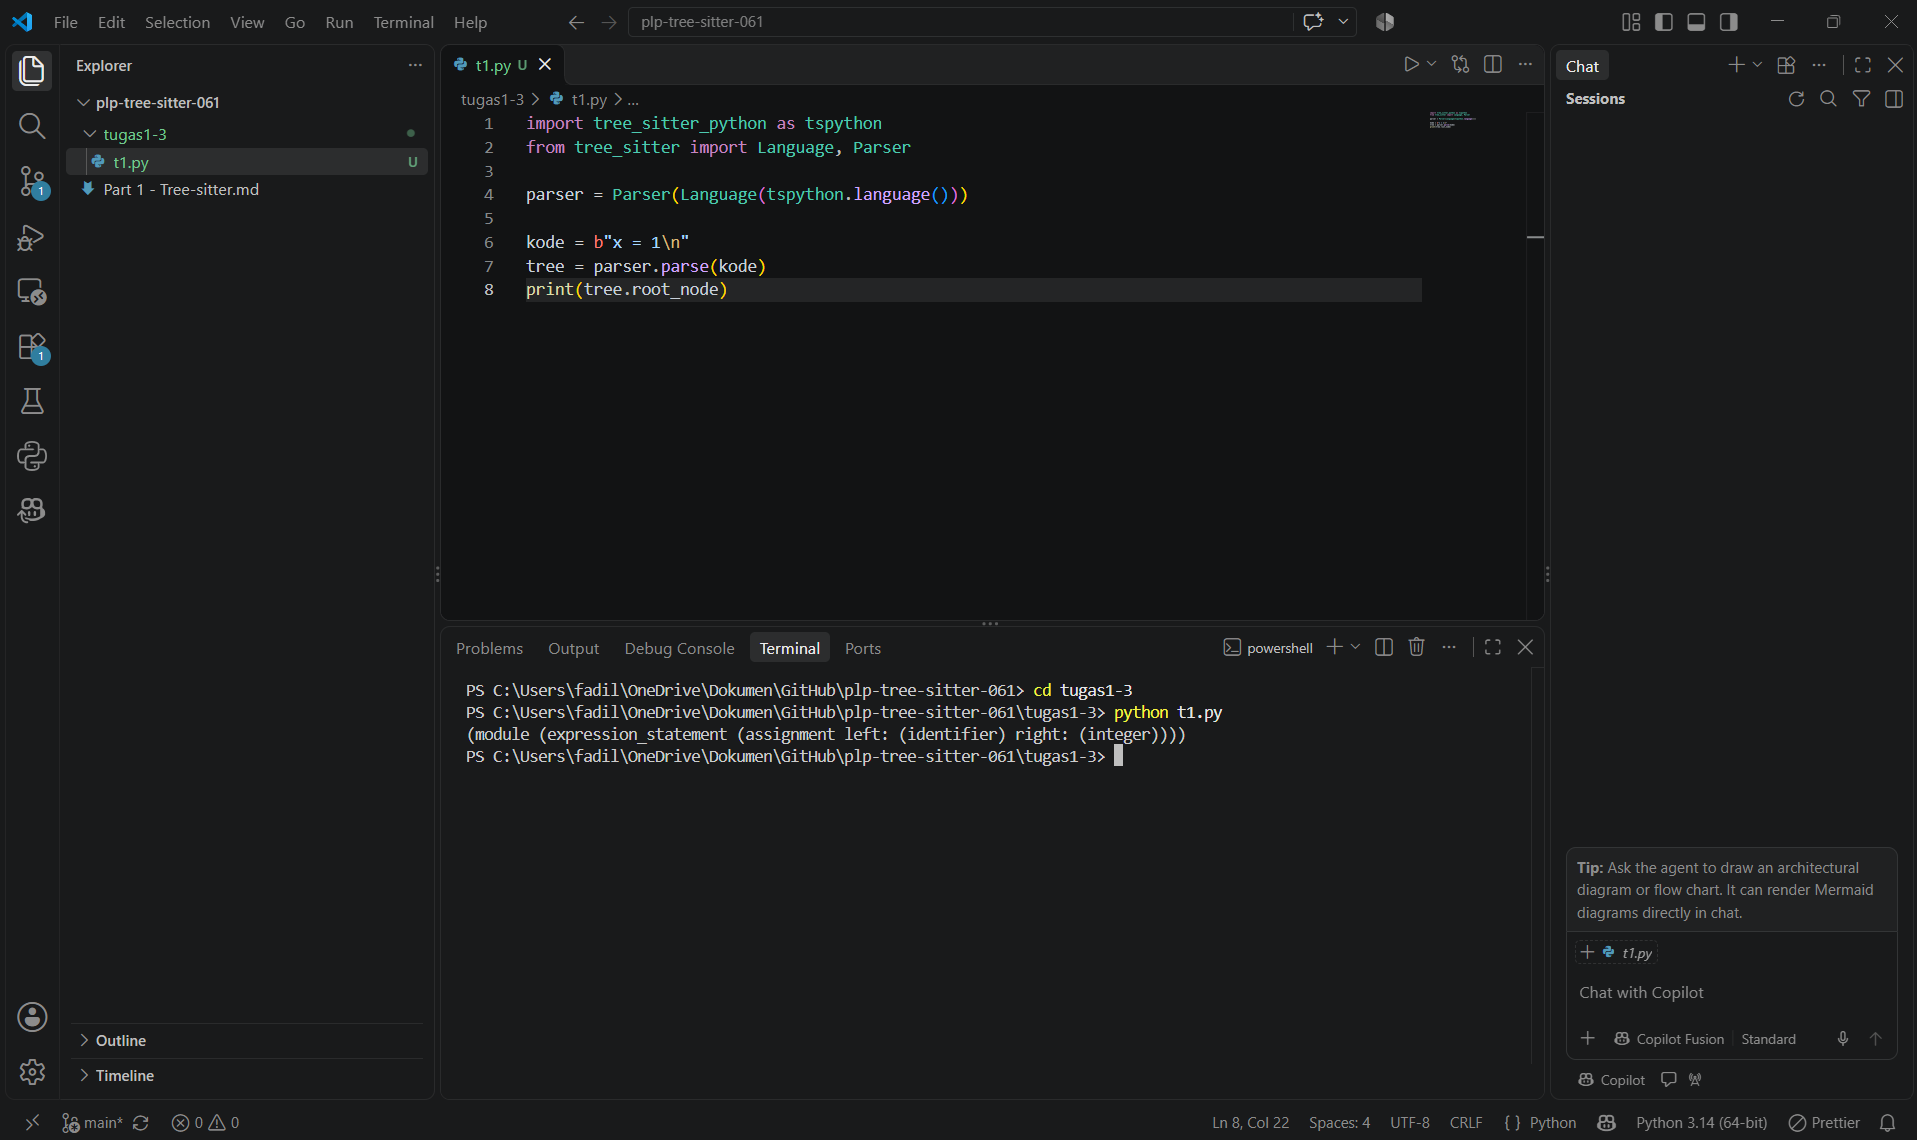 File Edit Selection View Go Run Terminal Help
plp-tree-sitter-061
Explorer
plp-tree-sitter-061
tugas1-3
t1.py U
Part 1 - Tree-sitter.md
1
1
Outline
Timeline
t1.py U
tugas1-3 > t1.py > ...
1 import tree_sitter_python as tspython
2 from tree_sitter import Language, Parser
3
4 parser = Parser(Language(tspython.language()))
5
6 kode = b"x = 1\n"
7 tree = parser.parse(kode)
8 print(tree.root_node)
Problems Output Debug Console Terminal Ports
powershell
PS C:\Users\fadil\OneDrive\Dokumen\GitHub\plp-tree-sitter-061> cd tugas1-3
PS C:\Users\fadil\OneDrive\Dokumen\GitHub\plp-tree-sitter-061\tugas1-3> python t1.py
(module (expression_statement (assignment left: (identifier) right: (integer))))
PS C:\Users\fadil\OneDrive\Dokumen\GitHub\plp-tree-sitter-061\tugas1-3>
Chat
Sessions
Tip: Ask the agent to draw an architectural
diagram or flow chart. It can render Mermaid
diagrams directly in chat.
t1.py
Chat with Copilot
Copilot Fusion Standard
Copilot
main* 0 0
Ln 8, Col 22 Spaces: 4 UTF-8 CRLF { } Python Python 3.14 (64-bit) Prettier